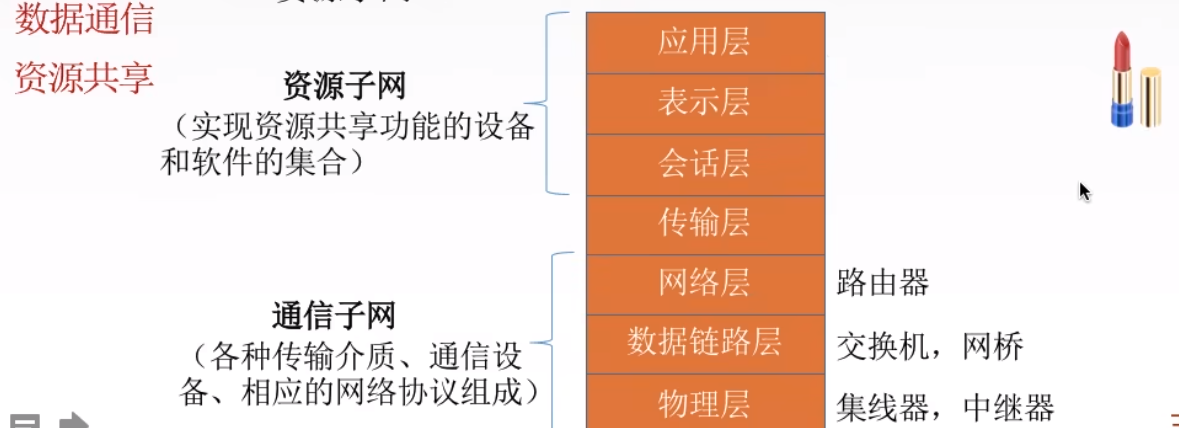 数据通信
资源共享
资源子网
（实现资源共享功能的设备
和软件的集合）
应用层
表示层
会话层
传输层
网络层
路由器
通信子网
（各种传输介质、通信设
备、相应的网络协议组成）
数据链路层
交换机，网桥
物理层
集线器，中继器